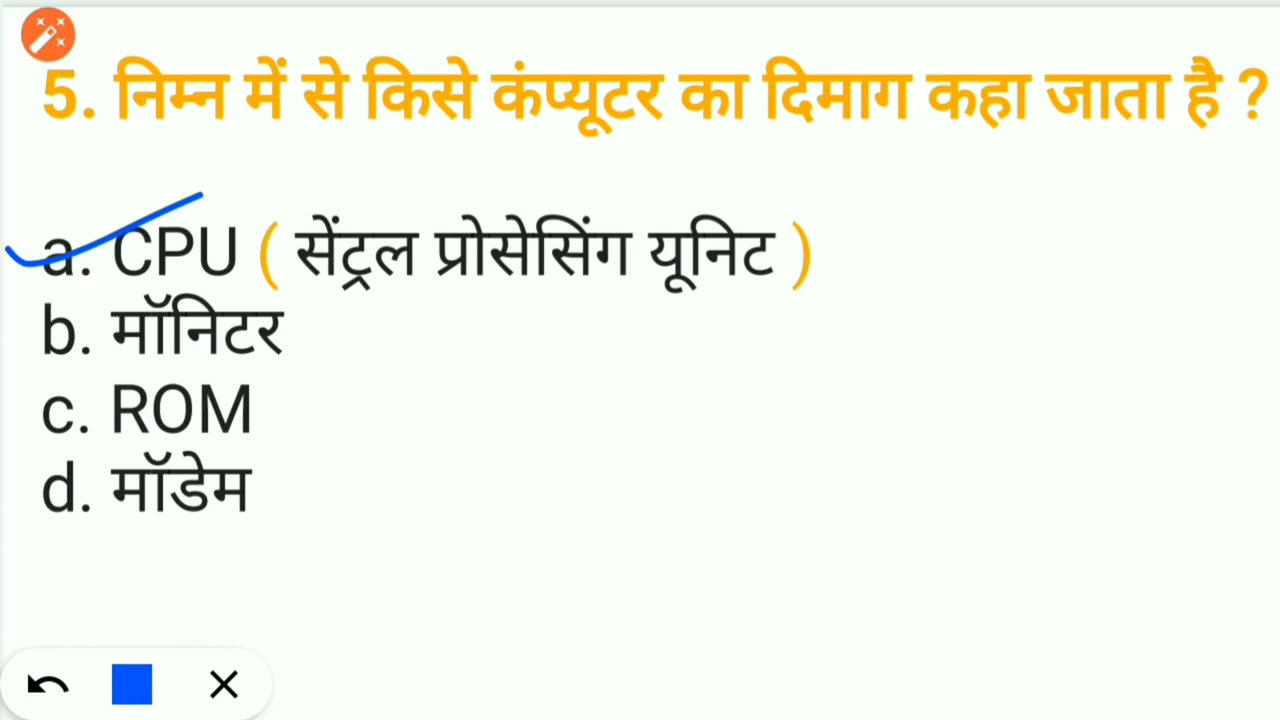 5. निम्न में से किसे कंप्यूटर का दिमाग कहा जाता है ?
a. CPU ( सेंट्रल प्रोसेसिंग यूनिट )
b. मॉनिटर
c. ROM
d. मॉडेम